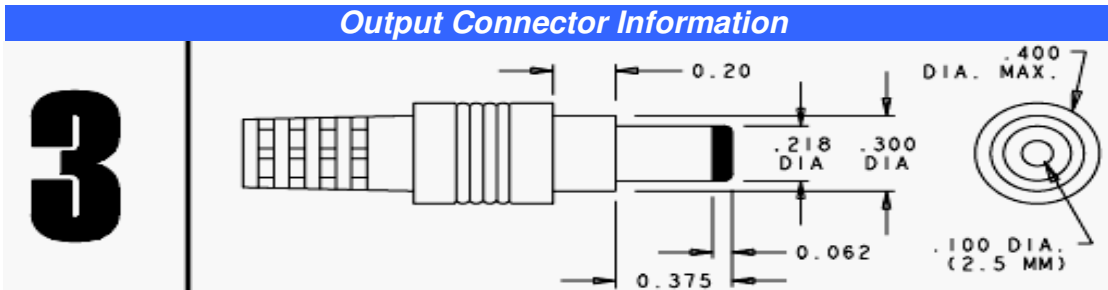 Output Connector Information
3
0.20
.400
DIA. MAX.
.218
DIA
.300
DIA
0.062
0.375
.100 DIA.
(2.5 MM)